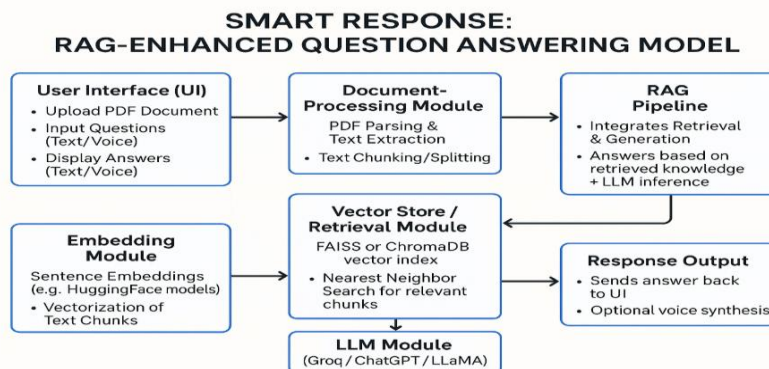 SMART RESPONSE:
RAG-ENHANCED QUESTION ANSWERING MODEL
User Interface (UI)
• Upload PDF Document
• Input Questions
(Text/Voice)
• Display Answers
(Text/Voice)
Document-
Processing Module
PDF Parsing &
Text Extraction
• Text Chunking/Splitting
RAG
Pipeline
• Integrates Retrieval
& Generation
• Answers based on
retrieved knowledge
+ LLM inference
Embedding
Module
Sentence Embeddings
(e.g. HuggingFace models)
• Vectorization of
Text Chunks
Vector Store /
Retrieval Module
FAISS or ChromaDB
vector index
• Nearest Neighbor
Search for relevant
chunks
Response Output
• Sends answer back
to UI
• Optional voice synthesis
LLM Module
(Groq/ChatGPT/LLaMA)